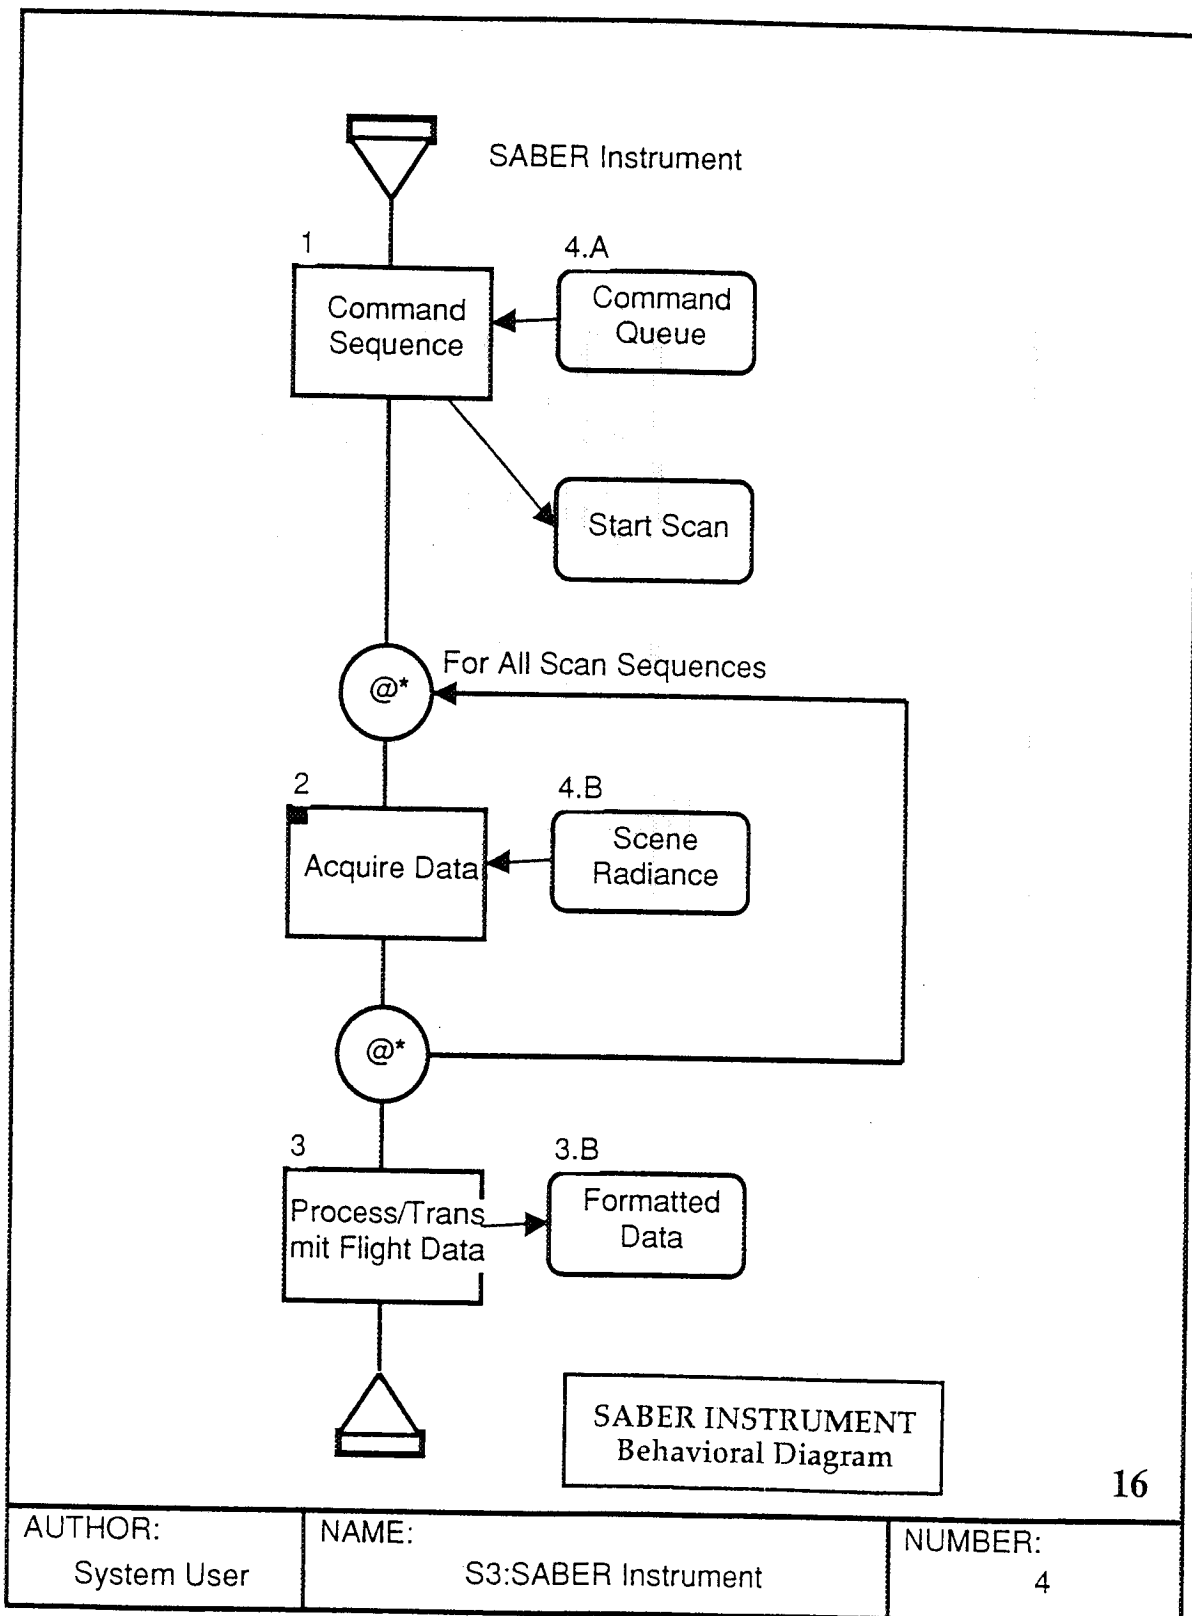 SABER Instrument
1
4.A
Command
Sequence
Command
Queue
Start Scan
For All Scan Sequences
@*
2
4.B
Acquire Data
Scene
Radiance
@*
3
3.B
Process/Trans
mit Flight Data
Formatted
Data
SABER INSTRUMENT
Behavioral Diagram
16
AUTHOR:
System User
NAME:
S3:SABER Instrument
NUMBER:
4